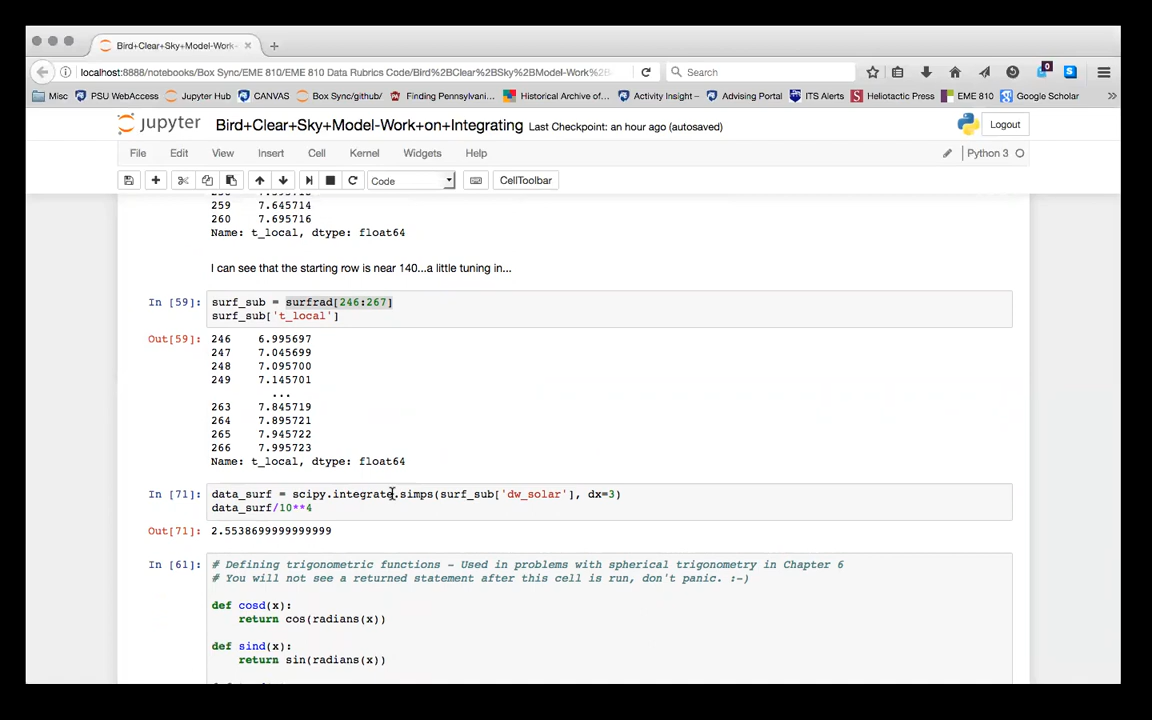 Bird+Clear+Sky+Model-Work-
localhost:8888/notebooks/Box Sync/EME 810/EME 810 Data Rubrics Code/Bird%2BClear%2BSky%2BModel-Work%2B
Search
0
Misc PSU WebAccess Jupyter Hub CANVAS Box Sync/github/ Finding Pennsylvani... Historical Archive of... Activity Insight – Advising Portal ITS Alerts Heliotactic Press EME 810 Google Scholar
jupyter Bird+Clear+Sky+Model-Work+on+Integrating Last Checkpoint: an hour ago (autosaved) Logout
File Edit View Insert Cell Kernel Widgets Help Python 3
Code CellToolbar
259 7.645714
260 7.695716
Name: t_local, dtype: float64
I can see that the starting row is near 140...a little tuning in...
In [59]: surf_sub = surfrad[246:267]
surf_sub['t_local']
Out[59]: 246 6.995697
247 7.045699
248 7.095700
249 7.145701
...
263 7.845719
264 7.895721
265 7.945722
266 7.995723
Name: t_local, dtype: float64
In [71]: data_surf = scipy.integrate.simps(surf_sub['dw_solar'], dx=3)
data_surf/10**4
Out[71]: 2.5538699999999999
In [61]: # Defining trigonometric functions - Used in problems with spherical trigonometry in Chapter 6
# You will not see a returned statement after this cell is run, don't panic. :-)
def cosd(x):
return cos(radians(x))
def sind(x):
return sin(radians(x))